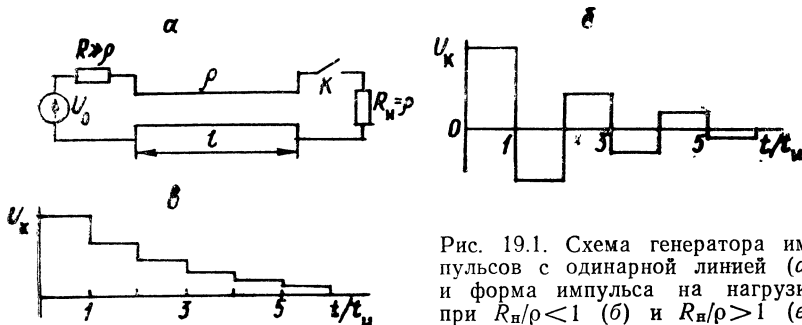 а
R≫ρ
ρ
К
U₀
Rн=ρ
l
б
Uк
0
1
3
5
t/tи
в
Uк
1
3
5
t/tи
Рис. 19.1. Схема генератора им
пульсов с одинарной линией (а
и форма импульса на нагрузк
при Rн/ρ<1 (б) и Rн/ρ>1 (в